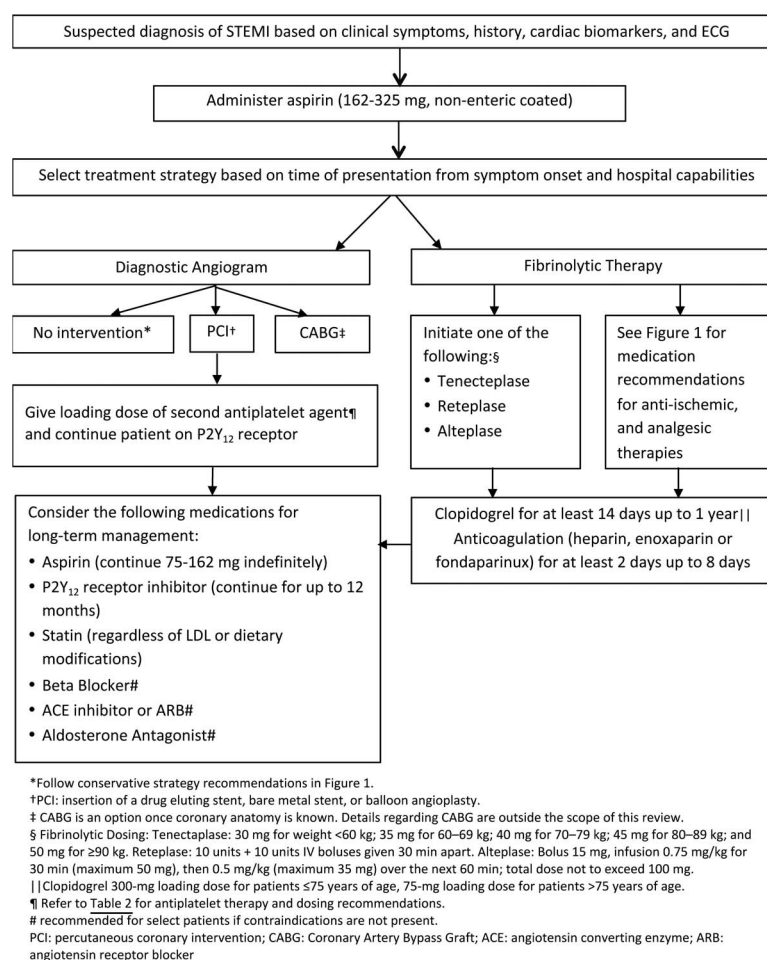 Suspected diagnosis of STEMI based on clinical symptoms, history, cardiac biomarkers, and ECG
Administer aspirin (162-325 mg, non-enteric coated)
Select treatment strategy based on time of presentation from symptom onset and hospital capabilities
Diagnostic Angiogram
Fibrinolytic Therapy
No intervention*
PCI†
CABG‡
Initiate one of the
following:§
• Tenecteplase
• Reteplase
• Alteplase
See Figure 1 for
medication
recommendations
for anti-ischemic,
and analgesic
therapies
Give loading dose of second antiplatelet agent¶
and continue patient on P2Y₁₂ receptor
Clopidogrel for at least 14 days up to 1 year||
Anticoagulation (heparin, enoxaparin or
fondaparinux) for at least 2 days up to 8 days
Consider the following medications for
long-term management:
• Aspirin (continue 75-162 mg indefinitely)
• P2Y₁₂ receptor inhibitor (continue for up to 12
months)
• Statin (regardless of LDL or dietary
modifications)
• Beta Blocker#
• ACE inhibitor or ARB#
• Aldosterone Antagonist#
*Follow conservative strategy recommendations in Figure 1.
†PCI: insertion of a drug eluting stent, bare metal stent, or balloon angioplasty.
‡ CABG is an option once coronary anatomy is known. Details regarding CABG are outside the scope of this review.
§ Fibrinolytic Dosing: Tenectaplase: 30 mg for weight <60 kg; 35 mg for 60–69 kg; 40 mg for 70–79 kg; 45 mg for 80–89 kg; and
50 mg for ≥90 kg. Reteplase: 10 units + 10 units IV boluses given 30 min apart. Alteplase: Bolus 15 mg, infusion 0.75 mg/kg for
30 min (maximum 50 mg), then 0.5 mg/kg (maximum 35 mg) over the next 60 min; total dose not to exceed 100 mg.
||Clopidogrel 300-mg loading dose for patients ≤75 years of age, 75-mg loading dose for patients >75 years of age.
¶ Refer to Table 2 for antiplatelet therapy and dosing recommendations.
# recommended for select patients if contraindications are not present.
PCI: percutaneous coronary intervention; CABG: Coronary Artery Bypass Graft; ACE: angiotensin converting enzyme; ARB:
angiotensin receptor blocker